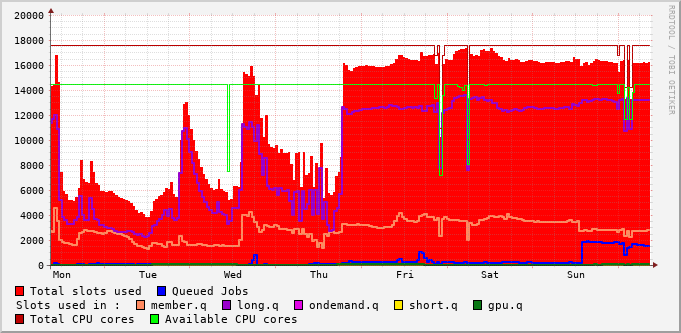 20000
18000
16000
14000
12000
10000
8000
6000
4000
2000
0
Mon Tue Wed Thu Fri Sat Sun
RRDTOOL / TOBI OETIKER
Total slots used Queued Jobs
Slots used in : member.q long.q ondemand.q short.q gpu.q
Total CPU cores Available CPU cores